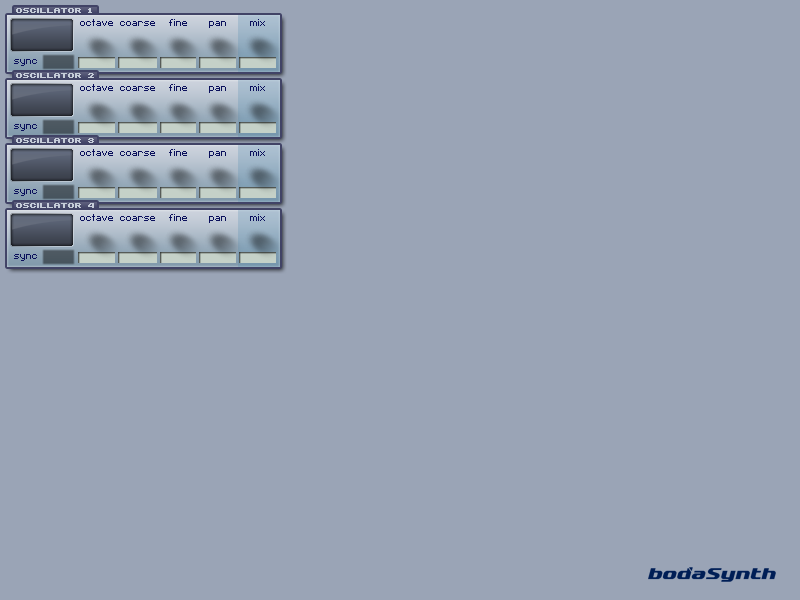 OSCILLATOR 1
octave coarse fine pan mix
sync
OSCILLATOR 2
octave coarse fine pan mix
sync
OSCILLATOR 3
octave coarse fine pan mix
sync
OSCILLATOR 4
octave coarse fine pan mix
sync
bodaSynth